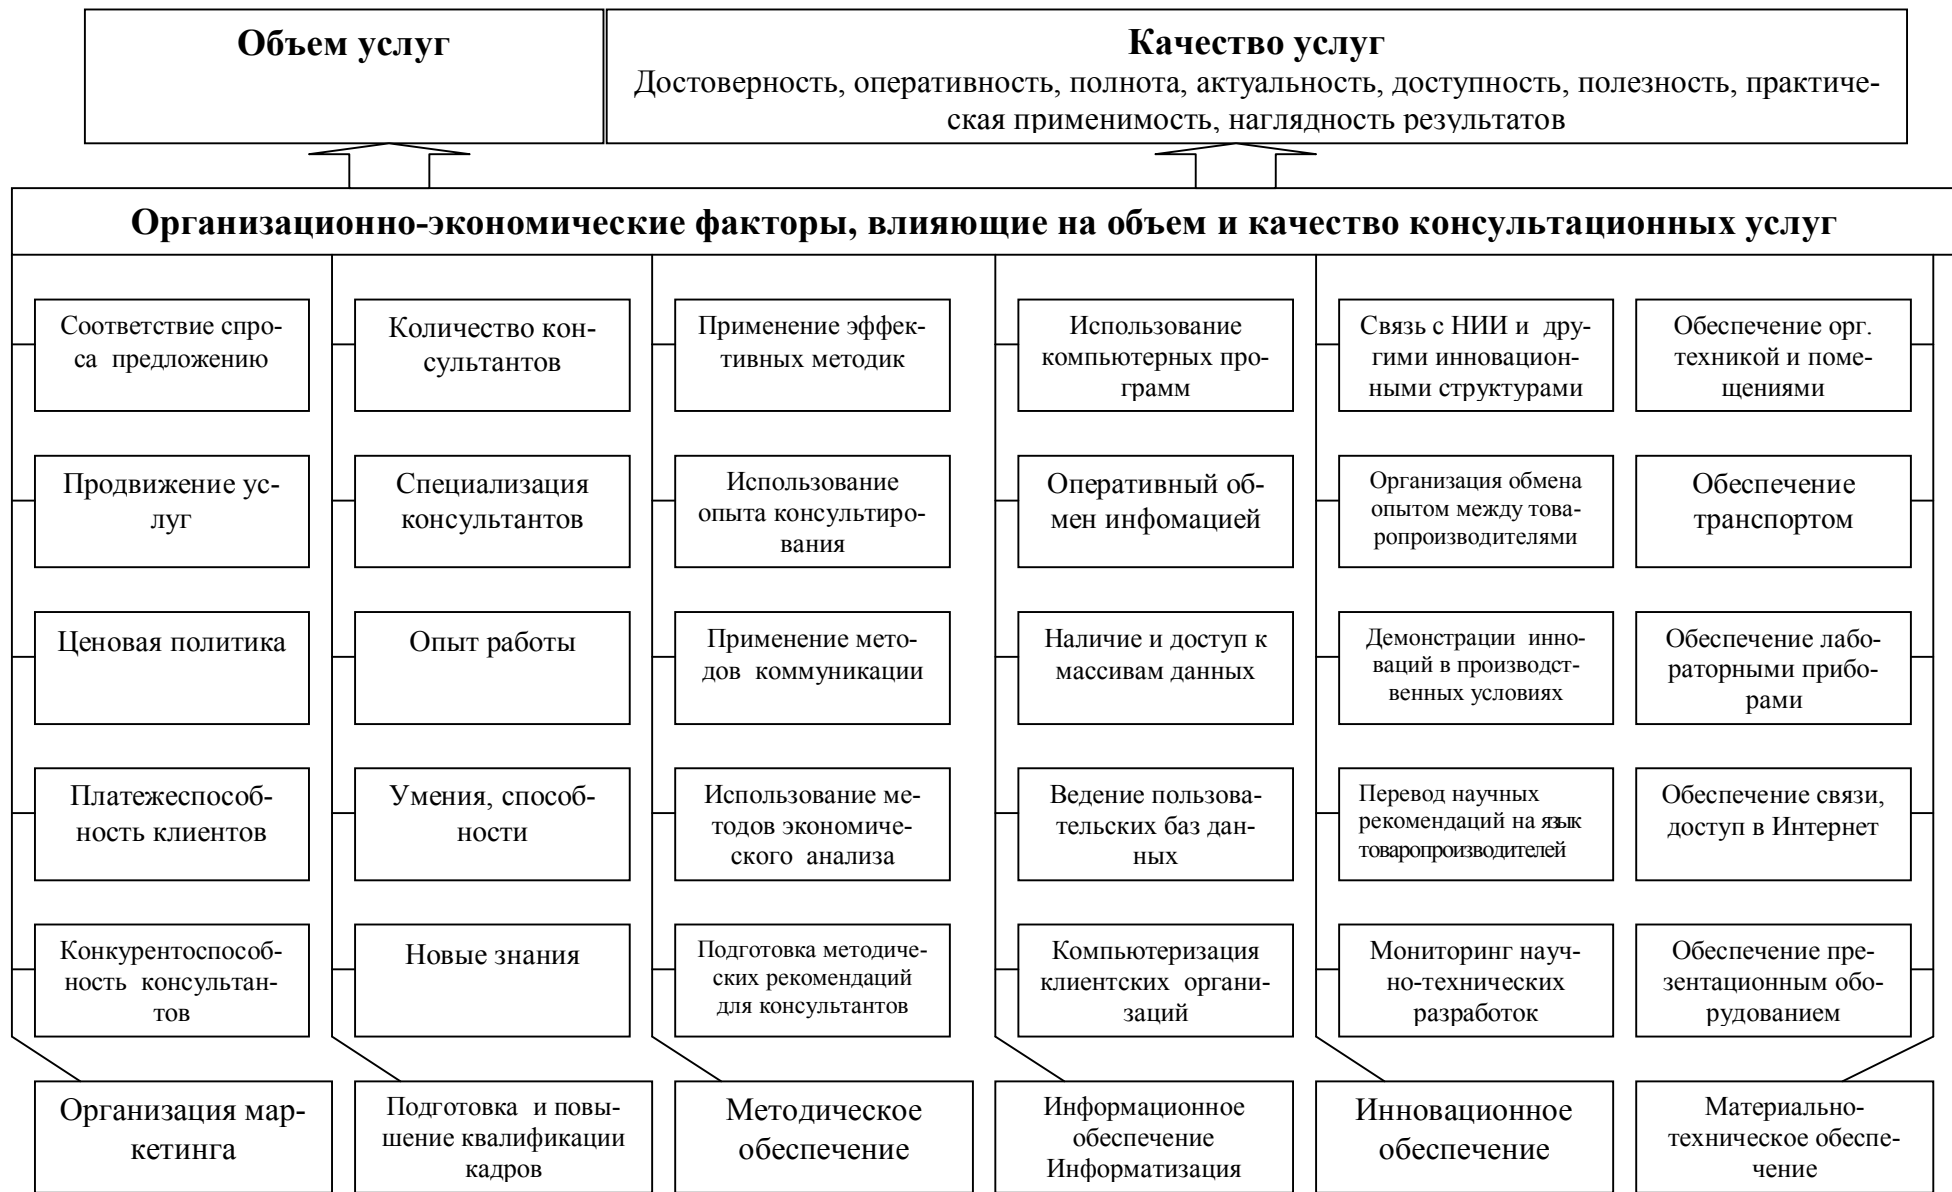 Объем услуг
Качество услуг
Достоверность, оперативность, полнота, актуальность, доступность, полезность, практиче-
ская применимость, наглядность результатов
Организационно-экономические факторы, влияющие на объем и качество консультационных услуг
Соответствие спро-
са предложению
Количество кон-
сультантов
Применение эффек-
тивных методик
Использование
компьютерных про-
грамм
Связь с НИИ и дру-
гими инновацион-
ными структурами
Обеспечение орг.
техникой и поме-
щениями
Продвижение ус-
луг
Специализация
консультантов
Использование
опыта консультиро-
вания
Оперативный об-
мен инфомацией
Организация обмена
опытом между това-
ропроизводителями
Обеспечение
транспортом
Ценовая политика
Опыт работы
Применение мето-
дов коммуникации
Наличие и доступ к
массивам данных
Демонстрации инно-
ваций в производст-
венных условиях
Обеспечение лабо-
раторными прибо-
рами
Платежеспособ-
ность клиентов
Умения, способ-
ности
Использование ме-
тодов экономиче-
ского анализа
Ведение пользова-
тельских баз дан-
ных
Перевод научных
рекомендаций на язык
товаропроизводителей
Обеспечение связи,
доступ в Интернет
Конкурентоспособ-
ность консультан-
тов
Новые знания
Подготовка методиче-
ских рекомендаций
для консультантов
Компьютеризация
клиентских органи-
заций
Мониторинг науч-
но-технических
разработок
Обеспечение пре-
зентационным обо-
рудованием
Организация мар-
кетинга
Подготовка и повы-
шение квалификации
кадров
Методическое
обеспечение
Информационное
обеспечение
Информатизация
Инновационное
обеспечение
Материально-
техническое обеспе-
чение